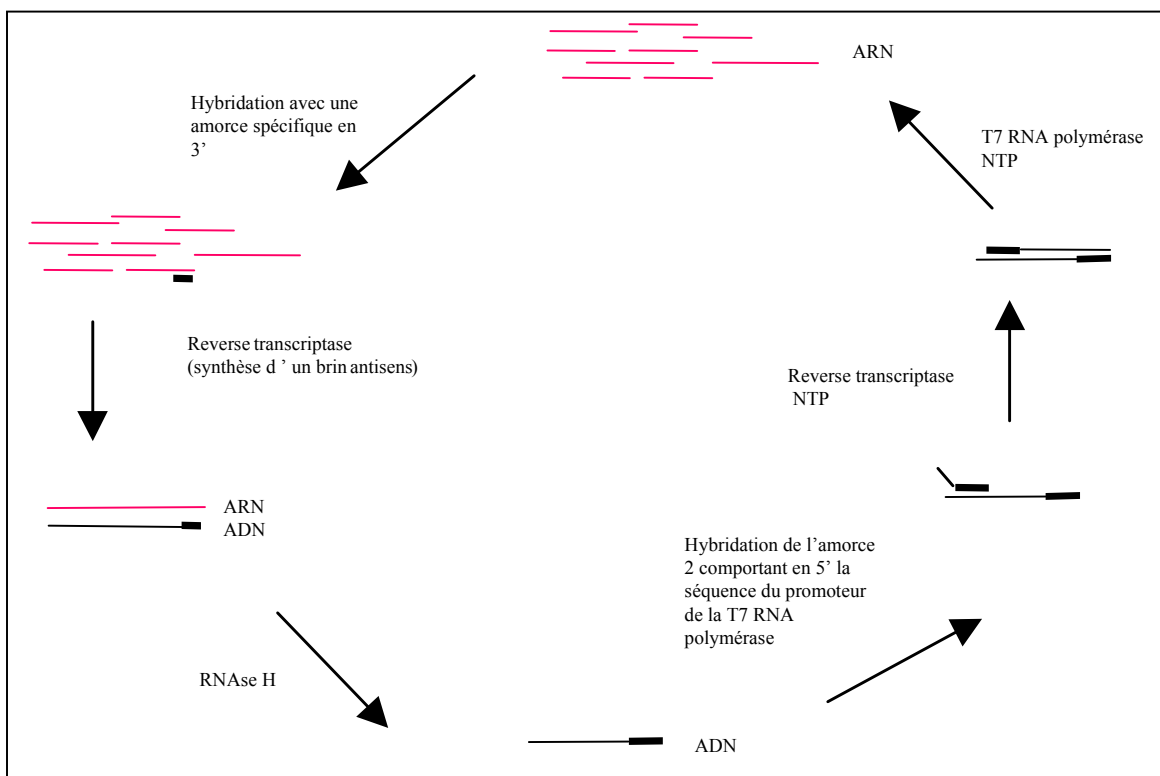 ARN
Hybridation avec une
amorce spécifique en
3’
T7 RNA polymérase
NTP
Reverse transcriptase
(synthèse d ’ un brin antisens)
Reverse transcriptase
NTP
ARN
ADN
Hybridation de l’amorce
2 comportant en 5’ la
séquence du promoteur
de la T7 RNA
polymérase
RNAse H
ADN